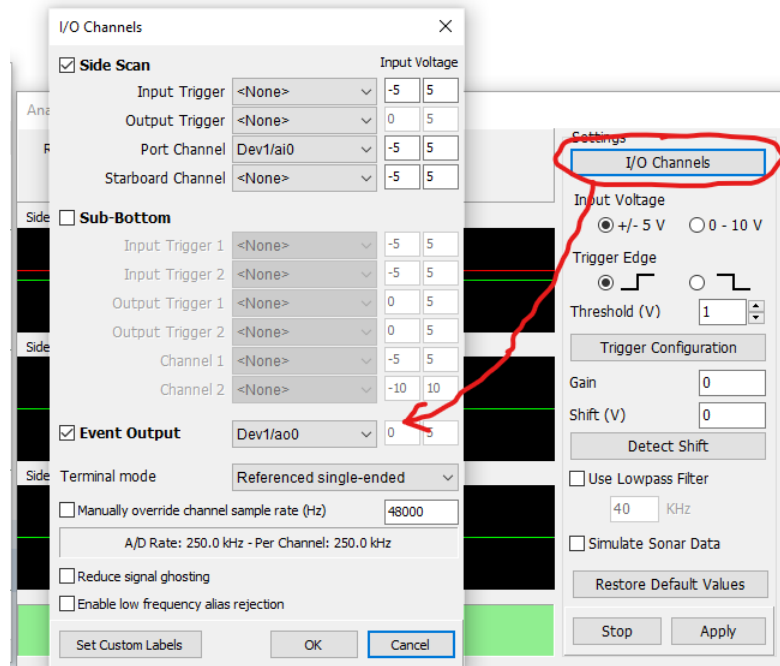 I/O Channels
Side Scan Input Voltage
Input Trigger <None> -5 5
Output Trigger <None> 0 5
Port Channel Dev1/ai0 -5 5
Starboard Channel <None> -5 5
Sub-Bottom
Input Trigger 1 <None> -5 5
Input Trigger 2 <None> -5 5
Output Trigger 1 <None> 0 5
Output Trigger 2 <None> 0 5
Channel 1 <None> -5 5
Channel 2 <None> -10 10
Event Output Dev1/ao0 0 5
Terminal mode Referenced single-ended
Manually override channel sample rate (Hz) 48000
A/D Rate: 250.0 kHz - Per Channel: 250.0 kHz
Reduce signal ghosting
Enable low frequency alias rejection
Set Custom Labels OK Cancel
Ana
R
Side
Side
Side
Settings
I/O Channels
Input Voltage
+/- 5 V 0 - 10 V
Trigger Edge
Threshold (V) 1
Trigger Configuration
Gain 0
Shift (V) 0
Detect Shift
Use Lowpass Filter
40 KHz
Simulate Sonar Data
Restore Default Values
Stop Apply